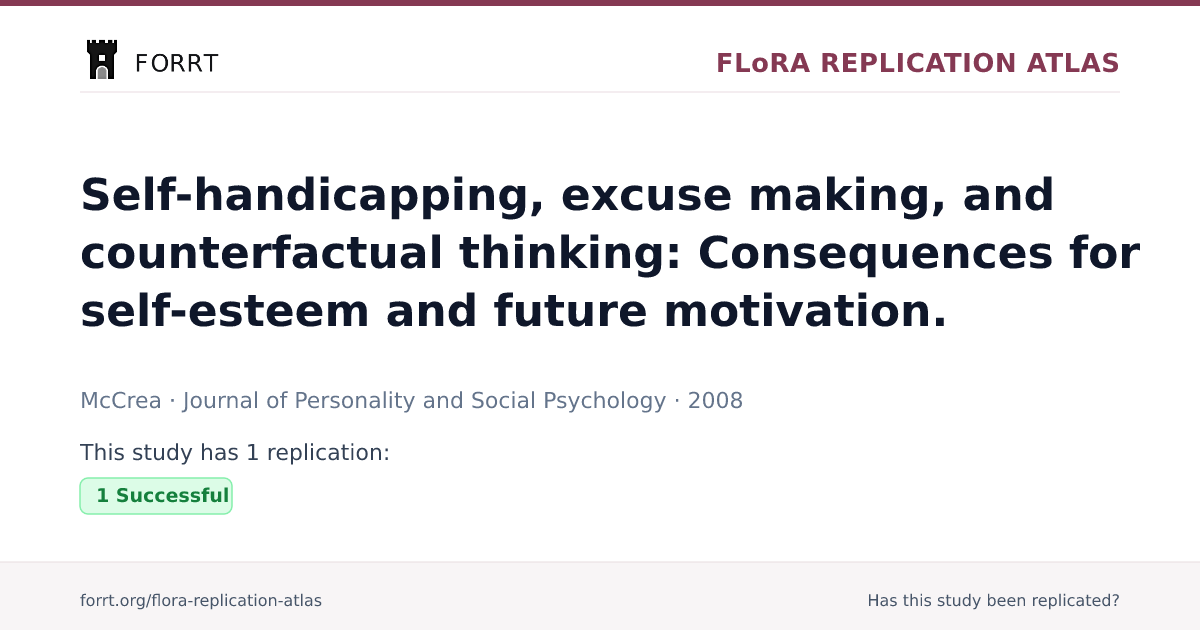 FORRT
FLoRA REPLICATION ATLAS
Self-handicapping, excuse making, and
counterfactual thinking: Consequences for
self-esteem and future motivation.
McCrea · Journal of Personality and Social Psychology · 2008
This study has 1 replication:
1 Successful
forrt.org/flora-replication-atlas
Has this study been replicated?